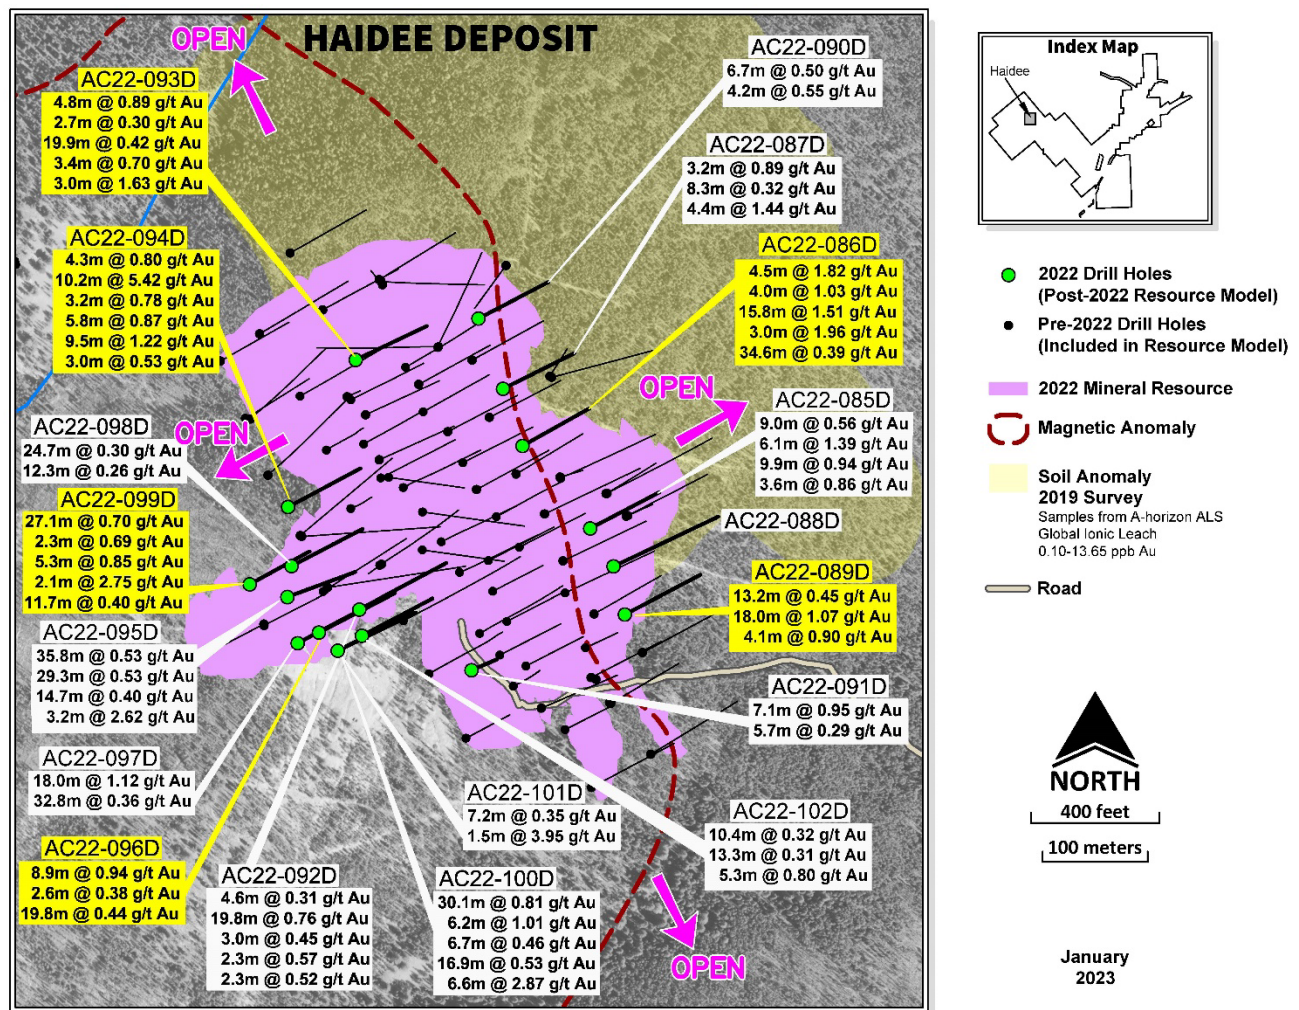 HAIDEE DEPOSIT
OPEN
AC22-093D
4.8m @ 0.89 g/t Au
2.7m @ 0.30 g/t Au
19.9m @ 0.42 g/t Au
3.4m @ 0.70 g/t Au
3.0m @ 1.63 g/t Au
AC22-090D
6.7m @ 0.50 g/t Au
4.2m @ 0.55 g/t Au
AC22-087D
3.2m @ 0.89 g/t Au
8.3m @ 0.32 g/t Au
4.4m @ 1.44 g/t Au
AC22-094D
4.3m @ 0.80 g/t Au
10.2m @ 5.42 g/t Au
3.2m @ 0.78 g/t Au
5.8m @ 0.87 g/t Au
9.5m @ 1.22 g/t Au
3.0m @ 0.53 g/t Au
AC22-086D
4.5m @ 1.82 g/t Au
4.0m @ 1.03 g/t Au
15.8m @ 1.51 g/t Au
3.0m @ 1.96 g/t Au
34.6m @ 0.39 g/t Au
OPEN
AC22-085D
9.0m @ 0.56 g/t Au
6.1m @ 1.39 g/t Au
9.9m @ 0.94 g/t Au
3.6m @ 0.86 g/t Au
AC22-098D
24.7m @ 0.30 g/t Au
12.3m @ 0.26 g/t Au
OPEN
AC22-099D
27.1m @ 0.70 g/t Au
2.3m @ 0.69 g/t Au
5.3m @ 0.85 g/t Au
2.1m @ 2.75 g/t Au
11.7m @ 0.40 g/t Au
AC22-088D
AC22-089D
13.2m @ 0.45 g/t Au
18.0m @ 1.07 g/t Au
4.1m @ 0.90 g/t Au
AC22-095D
35.8m @ 0.53 g/t Au
29.3m @ 0.53 g/t Au
14.7m @ 0.40 g/t Au
3.2m @ 2.62 g/t Au
AC22-091D
7.1m @ 0.95 g/t Au
5.7m @ 0.29 g/t Au
AC22-097D
18.0m @ 1.12 g/t Au
32.8m @ 0.36 g/t Au
AC22-101D
7.2m @ 0.35 g/t Au
1.5m @ 3.95 g/t Au
AC22-102D
10.4m @ 0.32 g/t Au
13.3m @ 0.31 g/t Au
5.3m @ 0.80 g/t Au
AC22-096D
8.9m @ 0.94 g/t Au
2.6m @ 0.38 g/t Au
19.8m @ 0.44 g/t Au
AC22-092D
4.6m @ 0.31 g/t Au
19.8m @ 0.76 g/t Au
3.0m @ 0.45 g/t Au
2.3m @ 0.57 g/t Au
2.3m @ 0.52 g/t Au
AC22-100D
30.1m @ 0.81 g/t Au
6.2m @ 1.01 g/t Au
6.7m @ 0.46 g/t Au
16.9m @ 0.53 g/t Au
6.6m @ 2.87 g/t Au
OPEN
Index Map
Haidee
2022 Drill Holes
(Post-2022 Resource Model)
Pre-2022 Drill Holes
(Included in Resource Model)
2022 Mineral Resource
Magnetic Anomaly
Soil Anomaly
2019 Survey
Samples from A-horizon ALS
Global Ionic Leach
0.10-13.65 ppb Au
Road
NORTH
400 feet
100 meters
January
2023